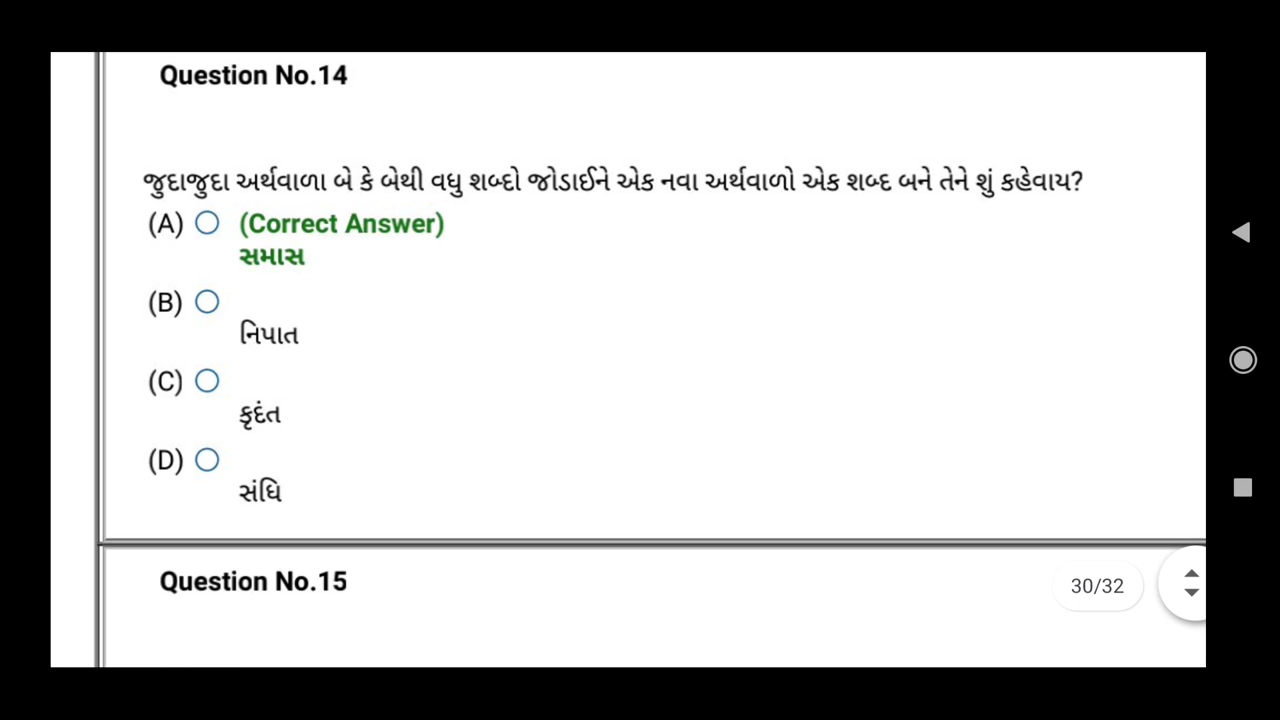 Question No.14
જુદાજુદા અર્થવાળા બે કે બેથી વધુ શબ્દો જોડાઈને એક નવા અર્થવાળો એક શબ્દ બને તેને શું કહેવાય?
(A) (Correct Answer)
સમાસ
(B)
નિપાત
(C)
કૃદંત
(D)
સંધિ
Question No.15
30/32